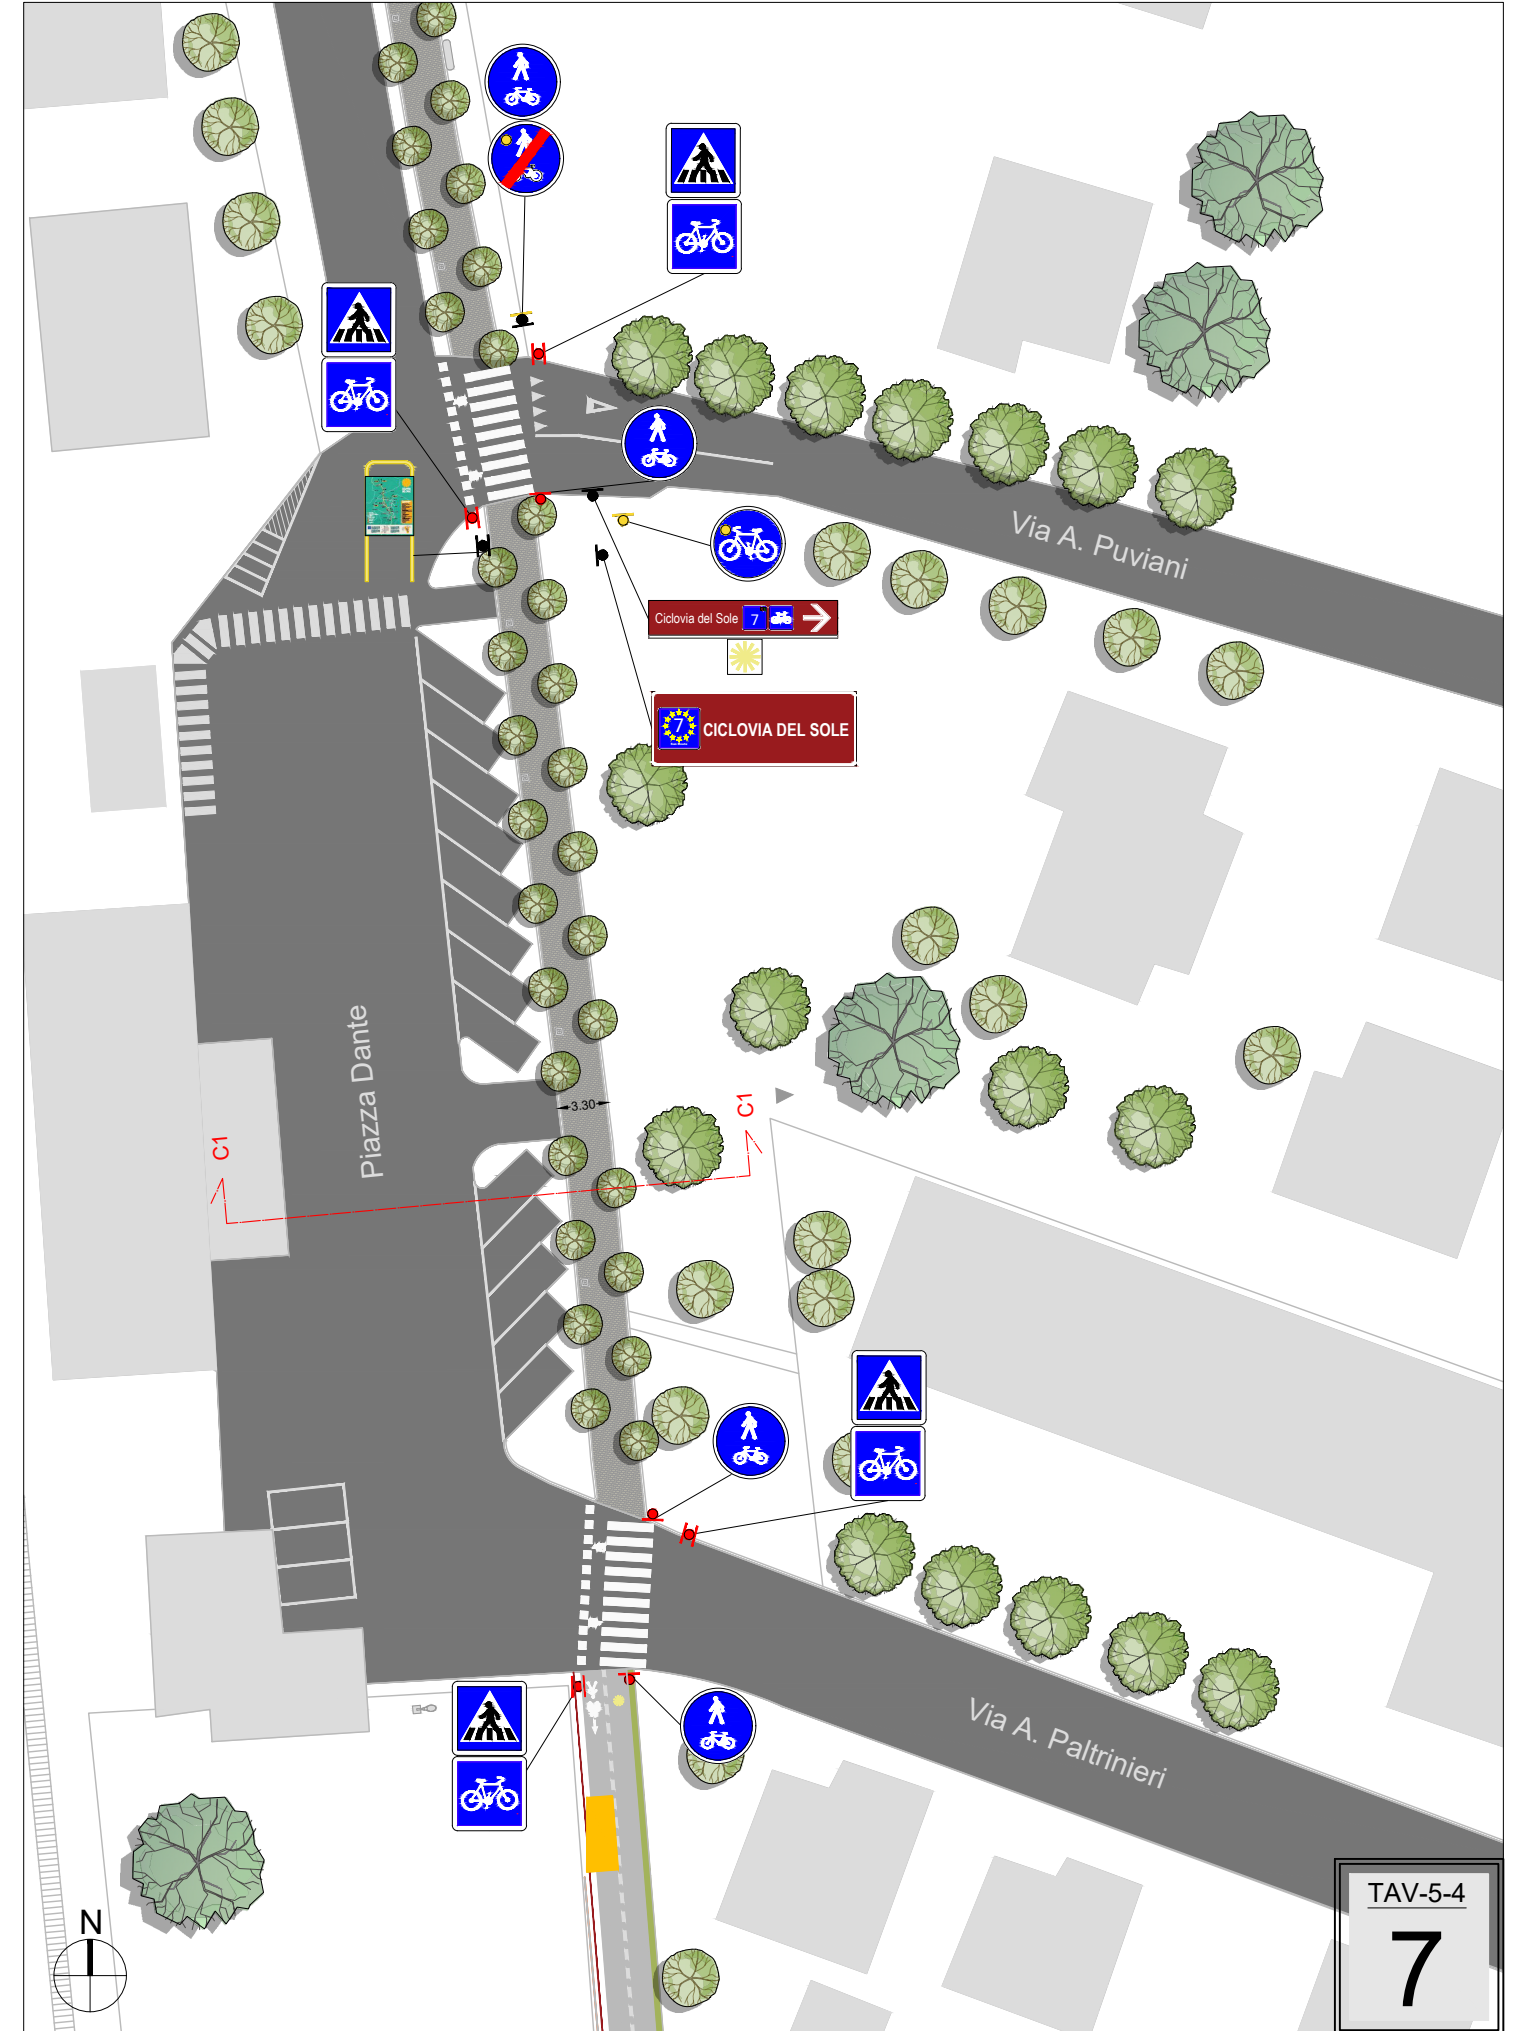 Via A. Puviani
Ciclovia del Sole 7
7 CICLOVIA DEL SOLE
Piazza Dante
3.30
C1
C1
Via A. Paltrinieri
N
TAV-5-4
7